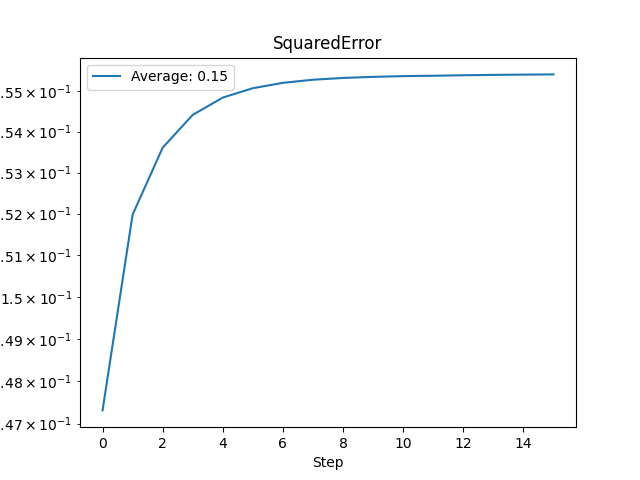 SquaredError
Average: 0.15
.55 × 10⁻¹
.54 × 10⁻¹
.53 × 10⁻¹
.52 × 10⁻¹
.51 × 10⁻¹
1.5 × 10⁻¹
.49 × 10⁻¹
.48 × 10⁻¹
.47 × 10⁻¹
0 2 4 6 8 10 12 14
Step